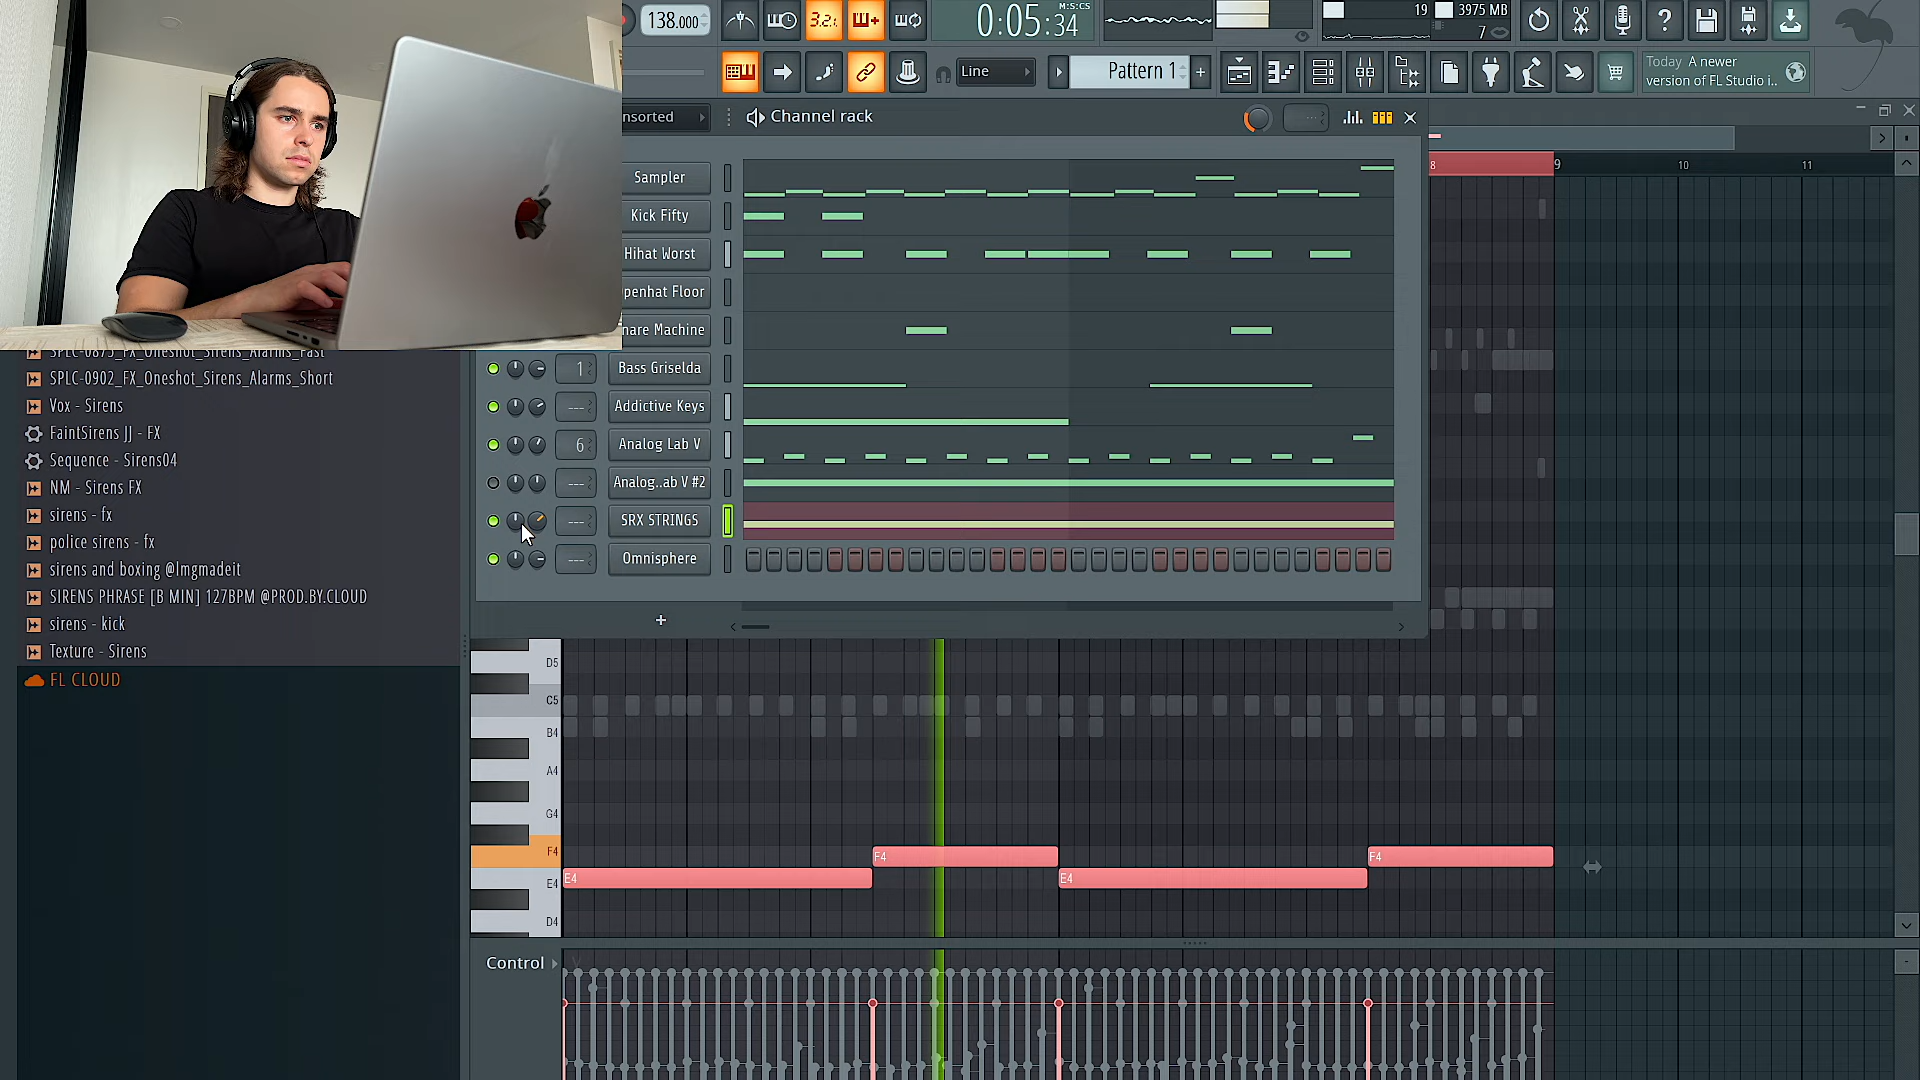 138.000
3.2
0:05:34
M:S:CS
19
3975 MB
7
Line
Pattern 1
+
Today A newer
version of FL Studio i..
nsorted
Channel rack
Sampler
Kick Fifty
Hihat Worst
penhat Floor
nare Machine
1
Bass Griselda
---
Addictive Keys
6
Analog Lab V
---
Analog..ab V #2
---
SRX STRINGS
---
Omnisphere
+
8
9
10
11
SPLC-0875_FX_Oneshot_Sirens_Alarms_Fast
SPLC-0902_FX_Oneshot_Sirens_Alarms_Short
Vox - Sirens
FaintSirens JJ - FX
Sequence - Sirens04
NM - Sirens FX
sirens - fx
police sirens - fx
sirens and boxing @lmgmadeit
SIRENS PHRASE [B MIN] 127BPM @PROD.BY.CLOUD
sirens - kick
Texture - Sirens
FL CLOUD
D5
C5
B4
A4
G4
F4
E4
D4
F4
F4
E4
E4
Control